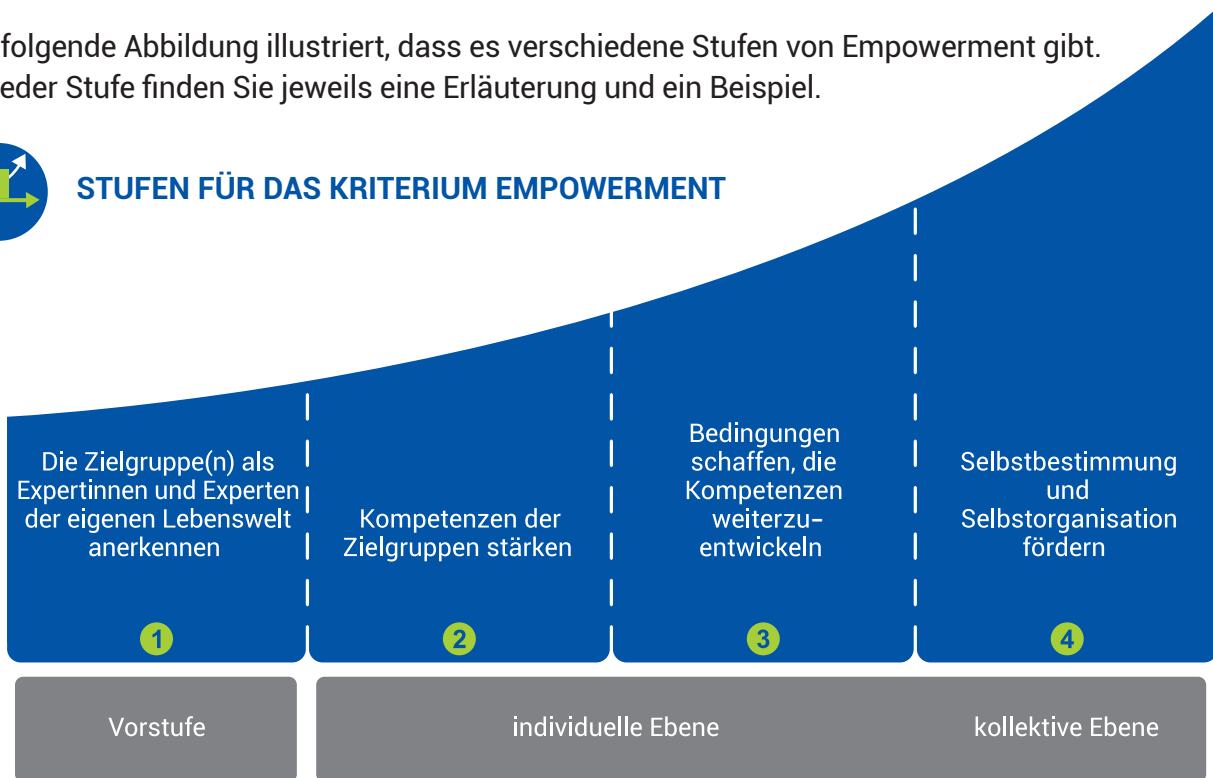 folgende Abbildung illustriert, dass es verschiedene Stufen von Empowerment gibt.
eder Stufe finden Sie jeweils eine Erläuterung und ein Beispiel.
STUFEN FÜR DAS KRITERIUM EMPOWERMENT
Die Zielgruppe(n) als
Expertinnen und Experten
der eigenen Lebenswelt
anerkennen
1
Kompetenzen der
Zielgruppen stärken
2
Bedingungen
schaffen, die
Kompetenzen
weiterzu-
entwickeln
3
Selbstbestimmung
und
Selbstorganisation
fördern
4
Vorstufe
individuelle Ebene
kollektive Ebene